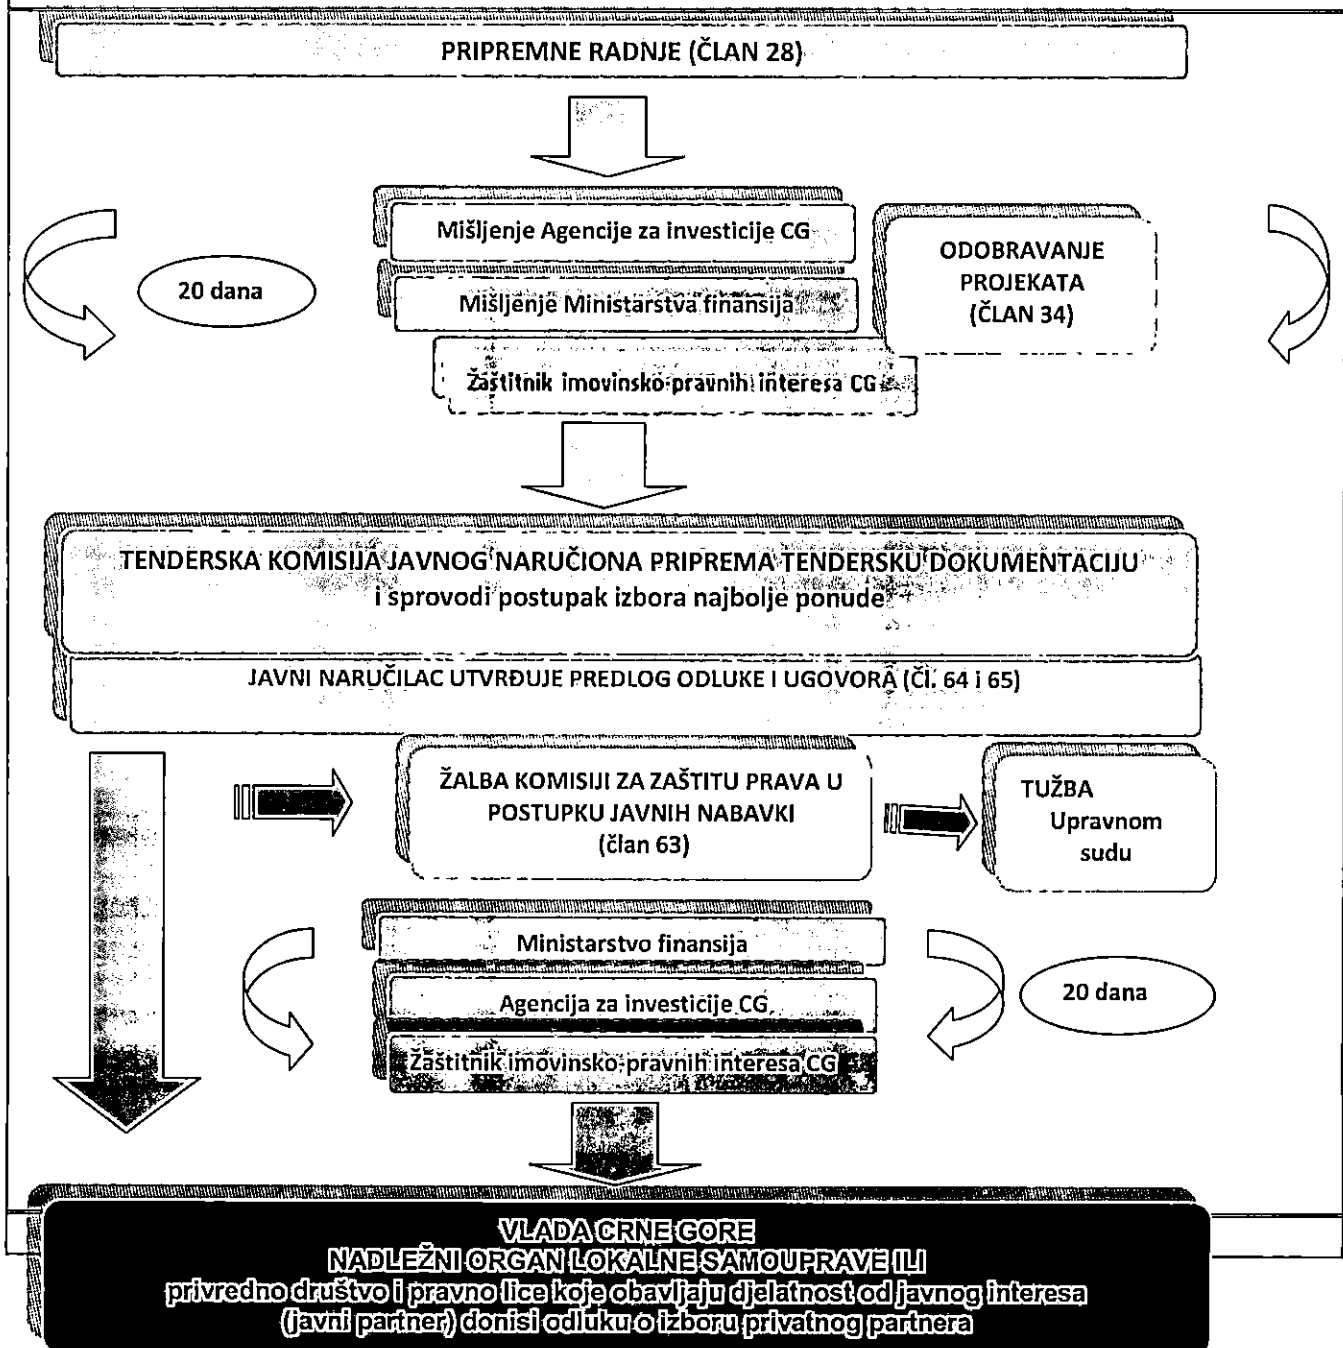 PRIPREMNE RADNJE (ČLAN 28)
Mišljenje Agencije za investicije CG
20 dana
Mišljenje Ministarstva finansija
ODOBRAVANJE
PROJEKATA
(ČLAN 34)
Žaštitnik imovinsko-pravnih interesa CG
TENDERSKA KOMISIJA JAVNOG NARUČIONA PRIPREMA TENDERSKU DOKUMENTACIJU
i sprovodi postupak izbora najbolje ponude
JAVNI NARUČILAC UTVRĐUJE PREDLOG ODLUKE I UGOVORA (Čl. 64 i 65)
ŽALBA KOMISIJI ZA ZAŠTITU PRAVA U
POSTUPKU JAVNIH NABAVKI
(član 63)
TUŽBA
Upravnom
sudu
Ministarstvo finansija
Agencija za investicije CG
20 dana
Žaštitnik imovinsko-pravnih interesa CG
VLADA CRNE GORE
NADLEŽNI ORGAN LOKALNE SAMOUPRAVE ILI
privredno društvo i pravno lice koje obavljaju djelatnost od javnog interesa
(javni partner) donisi odluku o izboru privatnog partnera